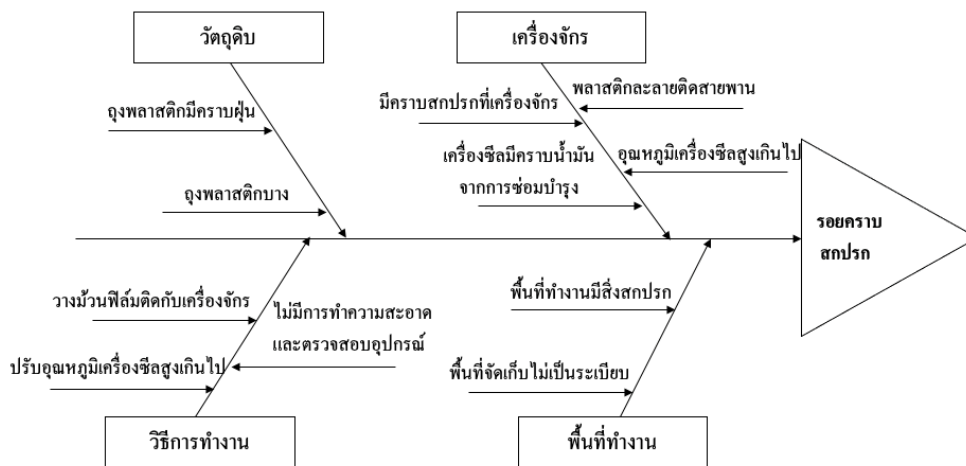 วัตถุดิบ
เครื่องจักร
ถุงพลาสติกมีคราบฝุ่น
ถุงพลาสติกบาง
พลาสติกละลายติดสายพาน
มีคราบสกปรกที่เครื่องจักร
เครื่องซีลมีคราบน้ำมัน
จากการซ่อมบำรุง
อุณหภูมิเครื่องซีลสูงเกินไป
รอยคราบ
สกปรก
วางม้วนฟิล์มติดกับเครื่องจักร
ไม่มีการทำความสะอาด
และตรวจสอบอุปกรณ์
ปรับอุณหภูมิเครื่องซีลสูงเกินไป
พื้นที่ทำงานมีสิ่งสกปรก
พื้นที่จัดเก็บไม่เป็นระเบียบ
วิธีการทำงาน
พื้นที่ทำงาน